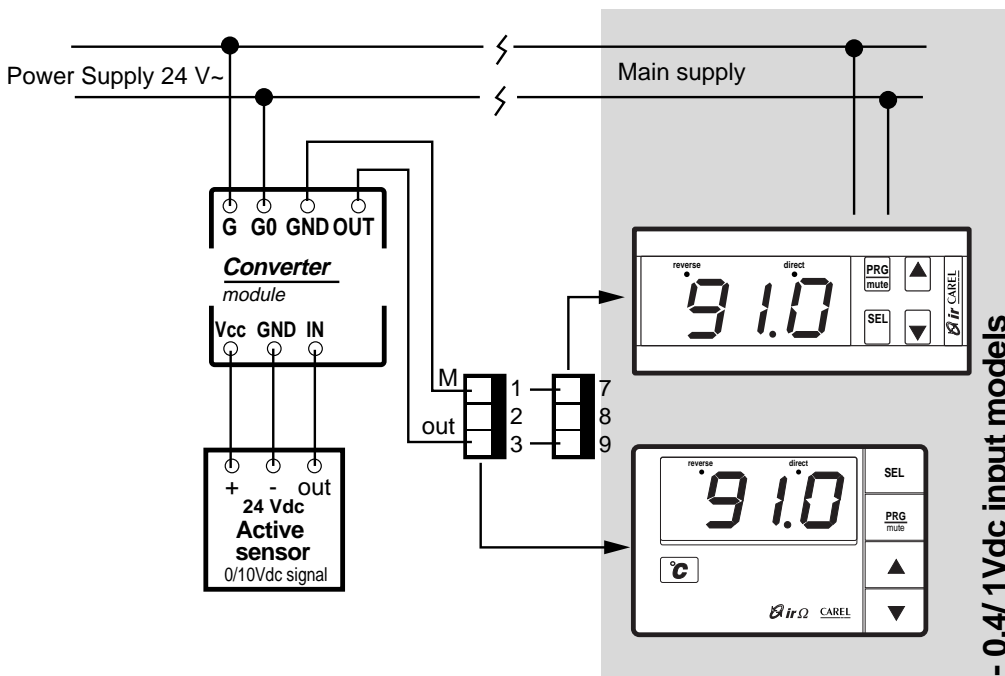 Power Supply 24 V~
Main supply
G G0 GND OUT
Converter
module
Vcc GND IN
+ - out
24 Vdc
Active
sensor
0/10Vdc signal
M
out
1
2
3
7
8
9
reverse direct
91.0
PRG
mute
SEL
ir CAREL
reverse direct
91.0
SEL
PRG
mute
°C
irΩ CAREL
- 0.4/ 1Vdc input models